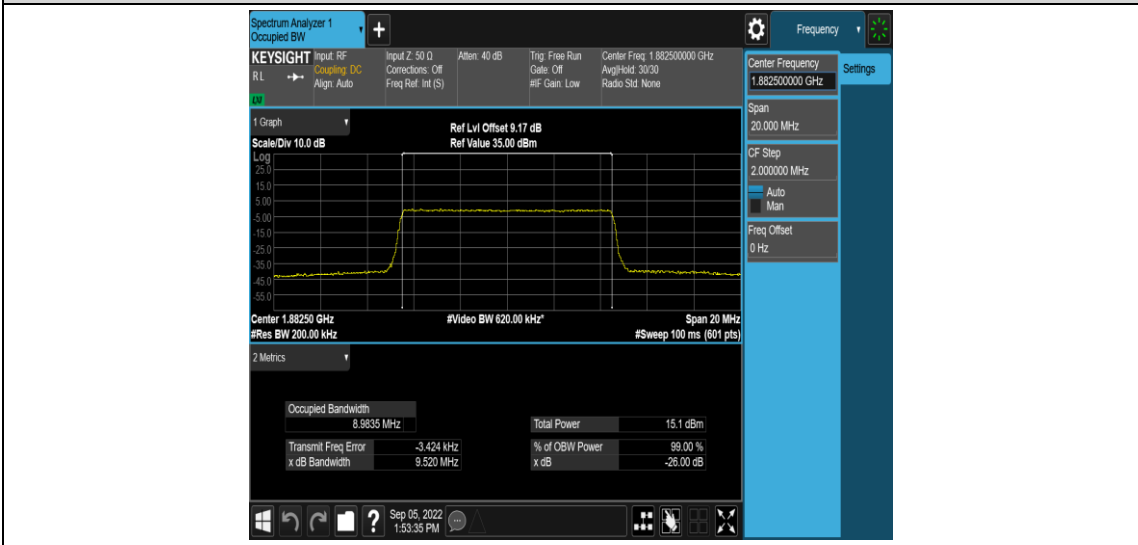 Spectrum Analyzer 1
Occupied BW
+
Frequency
KEYSIGHT
R L
LXI
Input: RF
Coupling: DC
Align: Auto
Input Z: 50 Ω
Corrections: Off
Freq Ref: Int (S)
Atten: 40 dB
Trig: Free Run
Gate: Off
#IF Gain: Low
Center Freq: 1.882500000 GHz
Avg|Hold: 30/30
Radio Std: None
Center Frequency
1.882500000 GHz
Settings
Span
20.000 MHz
CF Step
2.000000 MHz
Auto
Man
Freq Offset
0 Hz
1 Graph
Scale/Div 10.0 dB
Ref Lvl Offset 9.17 dB
Ref Value 35.00 dBm
Log
25.0
15.0
5.00
-5.00
-15.0
-25.0
-35.0
-45.0
-55.0
Center 1.88250 GHz
#Video BW 620.00 kHz*
Span 20 MHz
#Res BW 200.00 kHz
#Sweep 100 ms (601 pts)
2 Metrics
Occupied Bandwidth
8.9835 MHz
Total Power 15.1 dBm
Transmit Freq Error -3.424 kHz
% of OBW Power 99.00 %
x dB Bandwidth 9.520 MHz
x dB -26.00 dB
?
Sep 05, 2022
1:53:35 PM